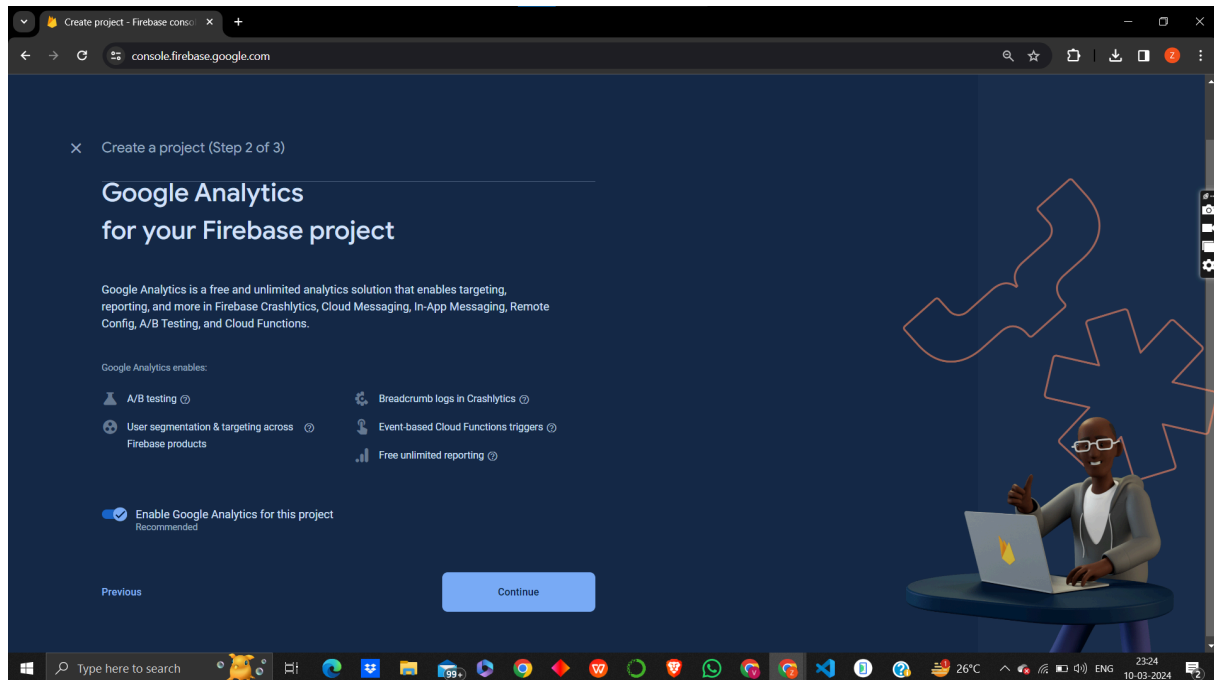 Create project - Firebase consol
console.firebase.google.com
Z
Create a project (Step 2 of 3)
Google Analytics
for your Firebase project
Google Analytics is a free and unlimited analytics solution that enables targeting,
reporting, and more in Firebase Crashlytics, Cloud Messaging, In-App Messaging, Remote
Config, A/B Testing, and Cloud Functions.
Google Analytics enables:
A/B testing
Breadcrumb logs in Crashlytics
User segmentation & targeting across
Firebase products
Event-based Cloud Functions triggers
Free unlimited reporting
Enable Google Analytics for this project
Recommended
Previous
Continue
Type here to search
99+
26°C
ENG
23:24
10-03-2024
2